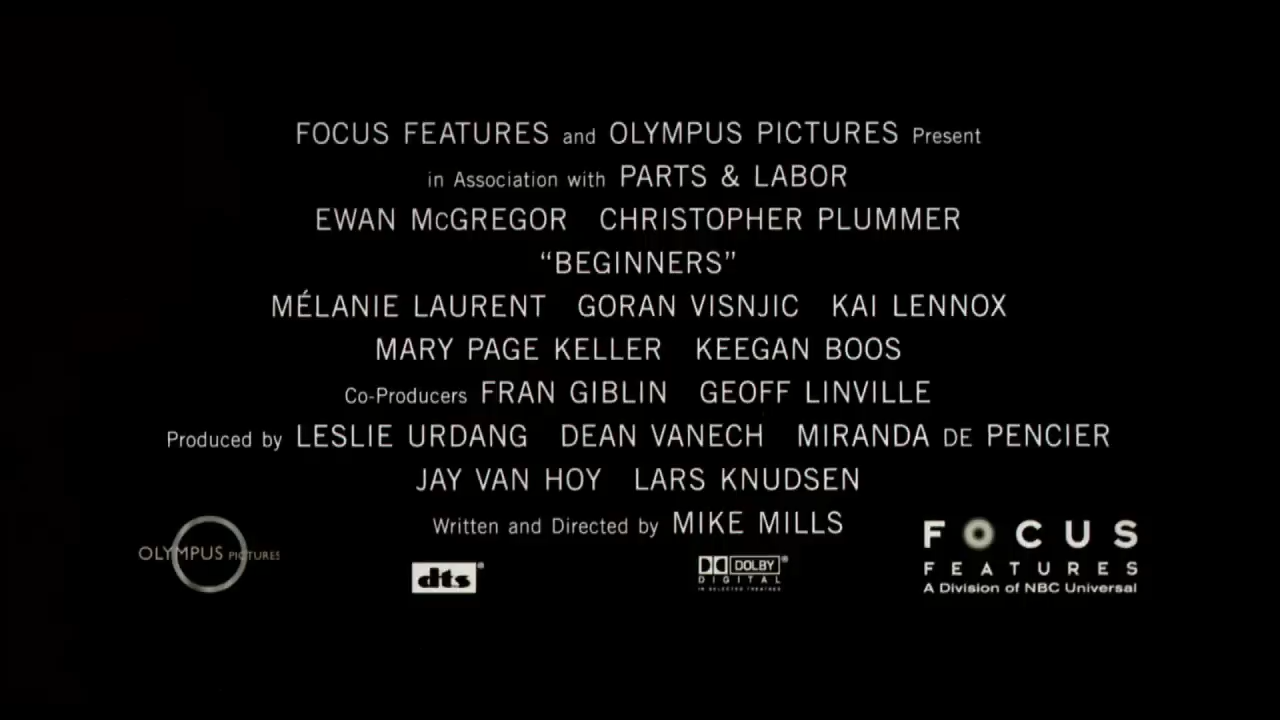 FOCUS FEATURES and OLYMPUS PICTURES Present
in Association with PARTS & LABOR
EWAN McGREGOR CHRISTOPHER PLUMMER
“BEGINNERS”
MÉLANIE LAURENT GORAN VISNJIC KAI LENNOX
MARY PAGE KELLER KEEGAN BOOS
Co-Producers FRAN GIBLIN GEOFF LINVILLE
Produced by LESLIE URDANG DEAN VANECH MIRANDA DE PENCIER
JAY VAN HOY LARS KNUDSEN
Written and Directed by MIKE MILLS
OLYMPUS PICTURES
dts®
DOLBY®
DIGITAL
IN SELECTED THEATRES
FOCUS
FEATURES
A Division of NBC Universal